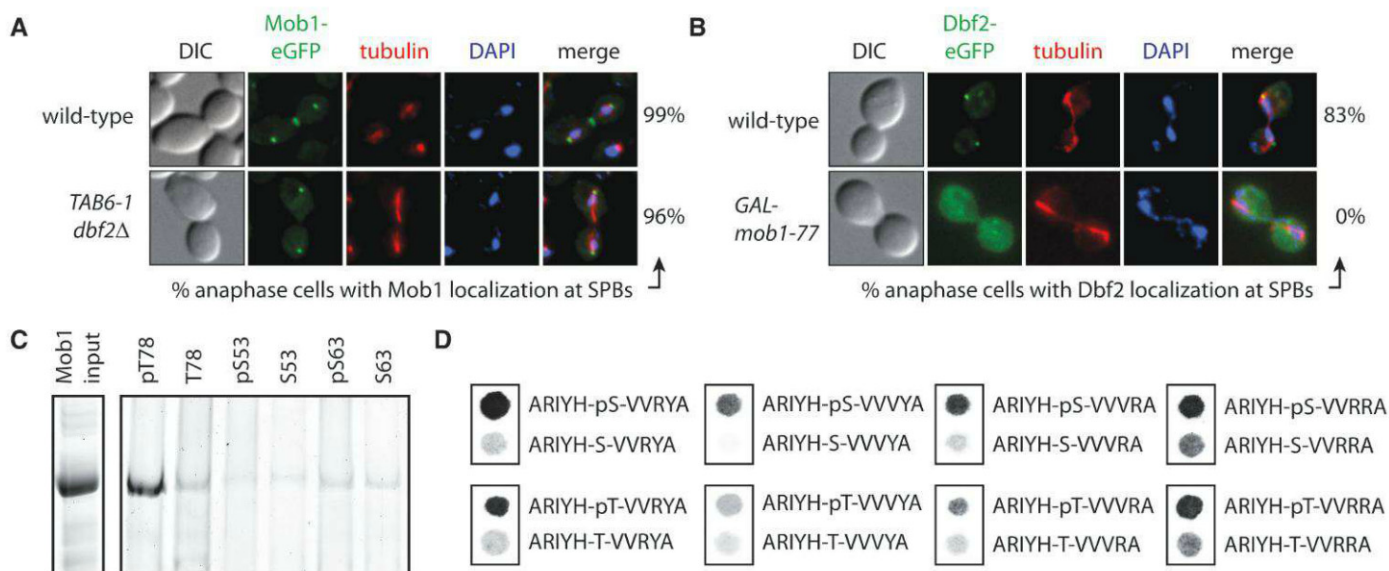 A
Mob1-
eGFP
DIC
tubulin
DAPI
merge
wild-type
99%
TAB6-1
dbf2Δ
96%
% anaphase cells with Mob1 localization at SPBs
B
Dbf2-
eGFP
DIC
tubulin
DAPI
merge
wild-type
83%
GAL-
mob1-77
0%
% anaphase cells with Dbf2 localization at SPBs
C
Mob1
input
pT78
T78
pS53
S53
pS63
S63
D
ARIYH-pS-VVRYA
ARIYH-S-VVRYA
ARIYH-pS-VVVYA
ARIYH-S-VVVYA
ARIYH-pS-VVVRA
ARIYH-S-VVVRA
ARIYH-pS-VVRRA
ARIYH-S-VVRRA
ARIYH-pT-VVRYA
ARIYH-T-VVRYA
ARIYH-pT-VVVYA
ARIYH-T-VVVYA
ARIYH-pT-VVVRA
ARIYH-T-VVVRA
ARIYH-pT-VVRRA
ARIYH-T-VVRRA